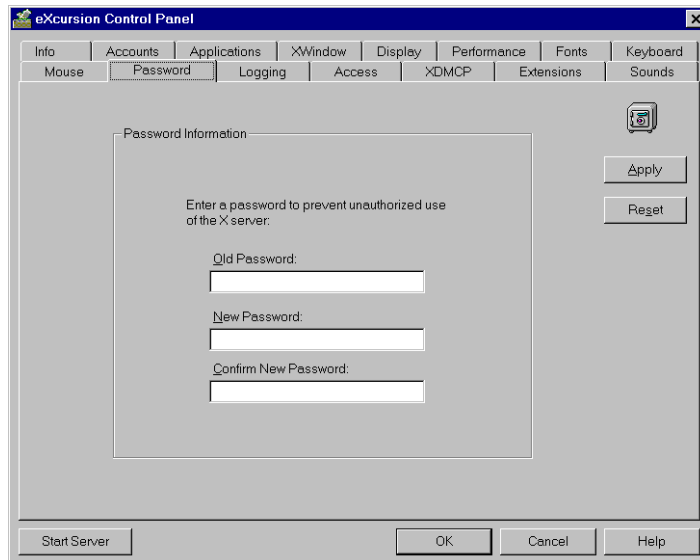 eXcursion Control Panel
Info Accounts Applications XWindow Display Performance Fonts Keyboard
Mouse Password Logging Access XDMCP Extensions Sounds
Password Information
Apply
Enter a password to prevent unauthorized use
of the X server:
Reset
Old Password:
New Password:
Confirm New Password:
Start Server OK Cancel Help